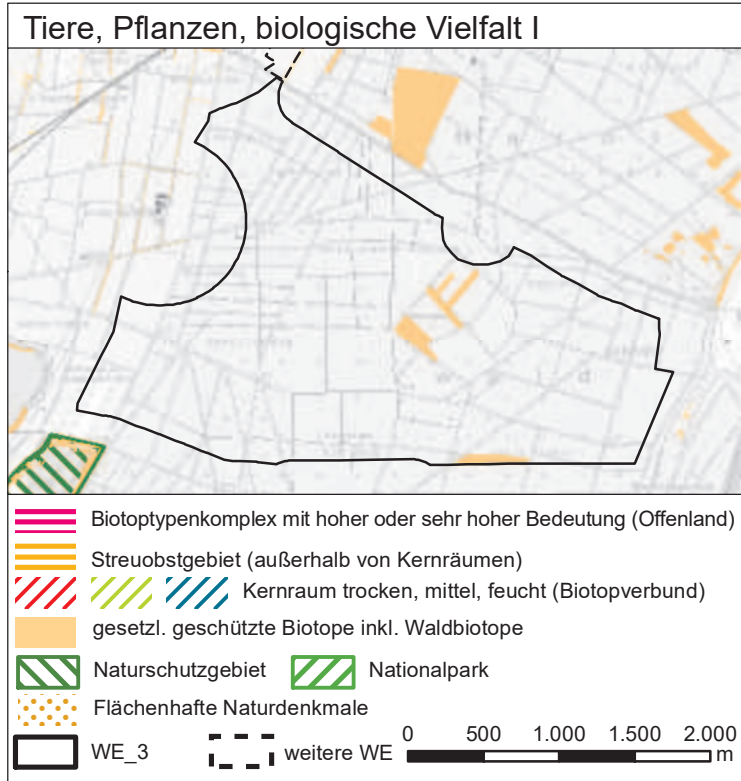 Tiere, Pflanzen, biologische Vielfalt I
Biotoptypenkomplex mit hoher oder sehr hoher Bedeutung (Offenland)
Streuobstgebiet (außerhalb von Kernräumen)
Kernraum trocken, mittel, feucht (Biotopverbund)
gesetzl. geschützte Biotope inkl. Waldbiotope
Naturschutzgebiet Nationalpark
Flächenhafte Naturdenkmale
WE_3 weitere WE 0 500 1.000 1.500 2.000
m